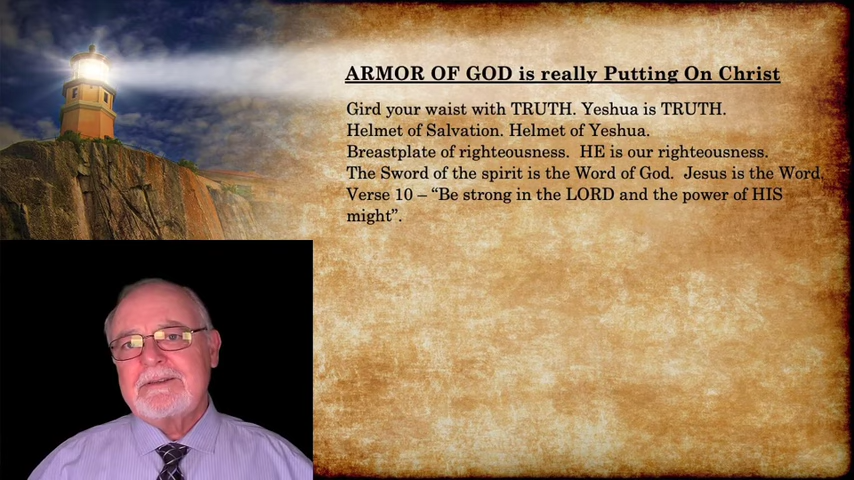 ARMOR OF GOD is really Putting On Christ
Gird your waist with TRUTH. Yeshua is TRUTH.
Helmet of Salvation. Helmet of Yeshua.
Breastplate of righteousness.  HE is our righteousness.
The Sword of the spirit is the Word of God.  Jesus is the Word.
Verse 10 – “Be strong in the LORD and the power of HIS
might”.